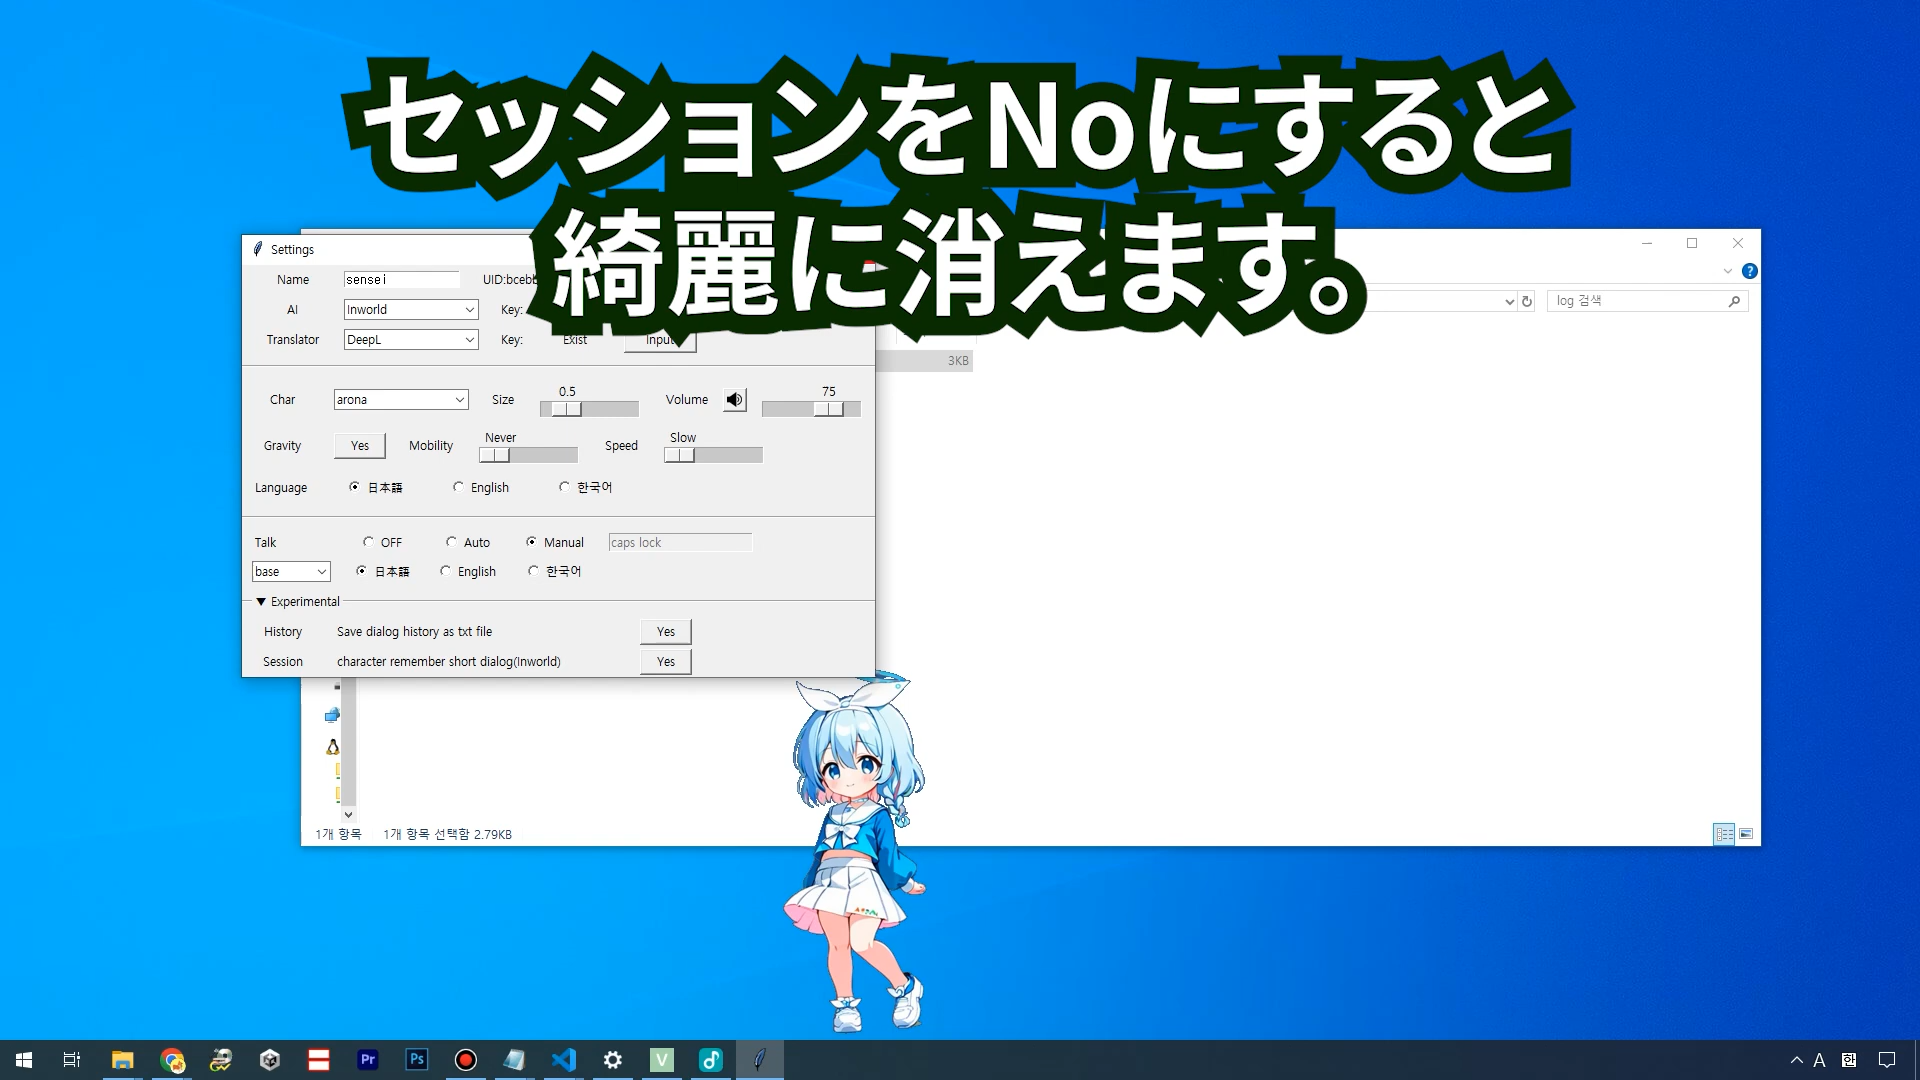 セッションをNoにすると
綺麗に消えます。
Settings
Name sensei UID:bcebb
AI Inworld Key:
Translator DeepL Key: Exist Input
log 검색
3KB
0.5 75
Char arona Size Volume
Never Slow
Gravity Yes Mobility Speed
Language 日本語 English 한국어
Talk OFF Auto Manual caps lock
base 日本語 English 한국어
▼ Experimental
History Save dialog history as txt file Yes
Session character remember short dialog(Inworld) Yes
1개 항목 1개 항목 선택함 2.79KB
Pr Ps V A 한